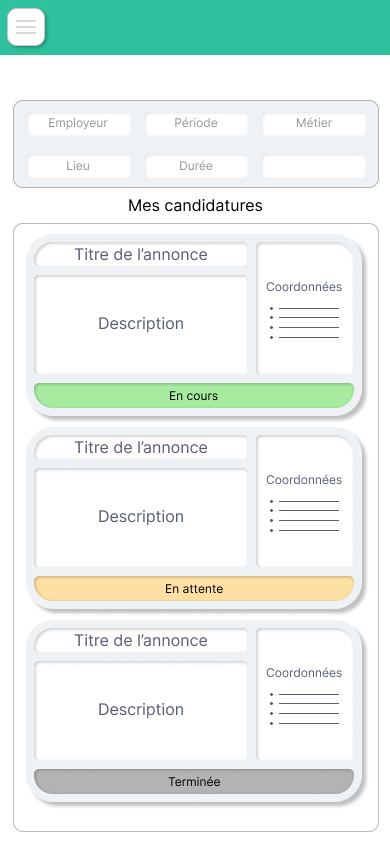 Employeur Période Métier
Lieu Durée
Mes candidatures
Titre de l'annonce
Coordonnées
Description
En cours
Titre de l'annonce
Coordonnées
Description
En attente
Titre de l'annonce
Coordonnées
Description
Terminée